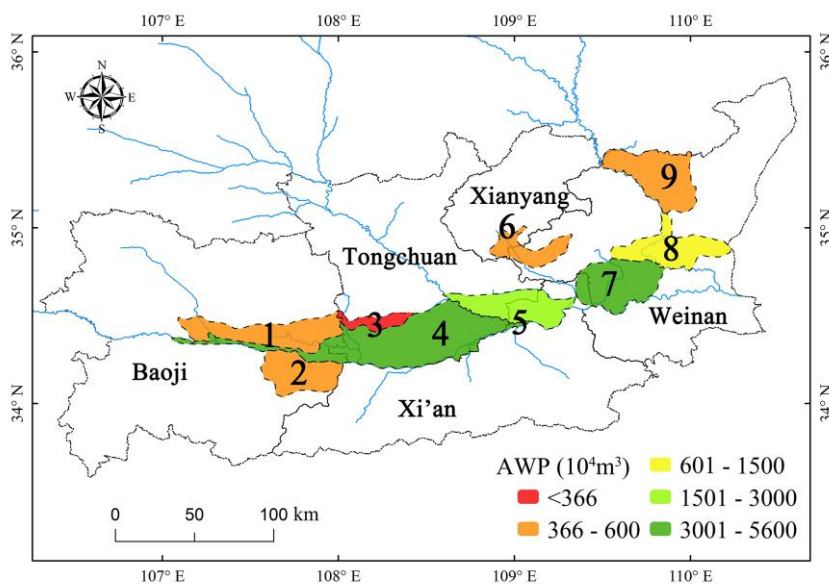 107° E 108° E 109° E 110° E
36° N 36° N
N
W E
S
9
Xianyang
6
35° N 35° N
8
Tongchuan
7
3 5 Weinan
1 4
Baoji 2
34° N Xi’an 34° N
AWP (10⁴m³) 601 - 1500
<366 1501 - 3000
366 - 600 3001 - 5600
0 50 100 km
107° E 108° E 109° E 110° E